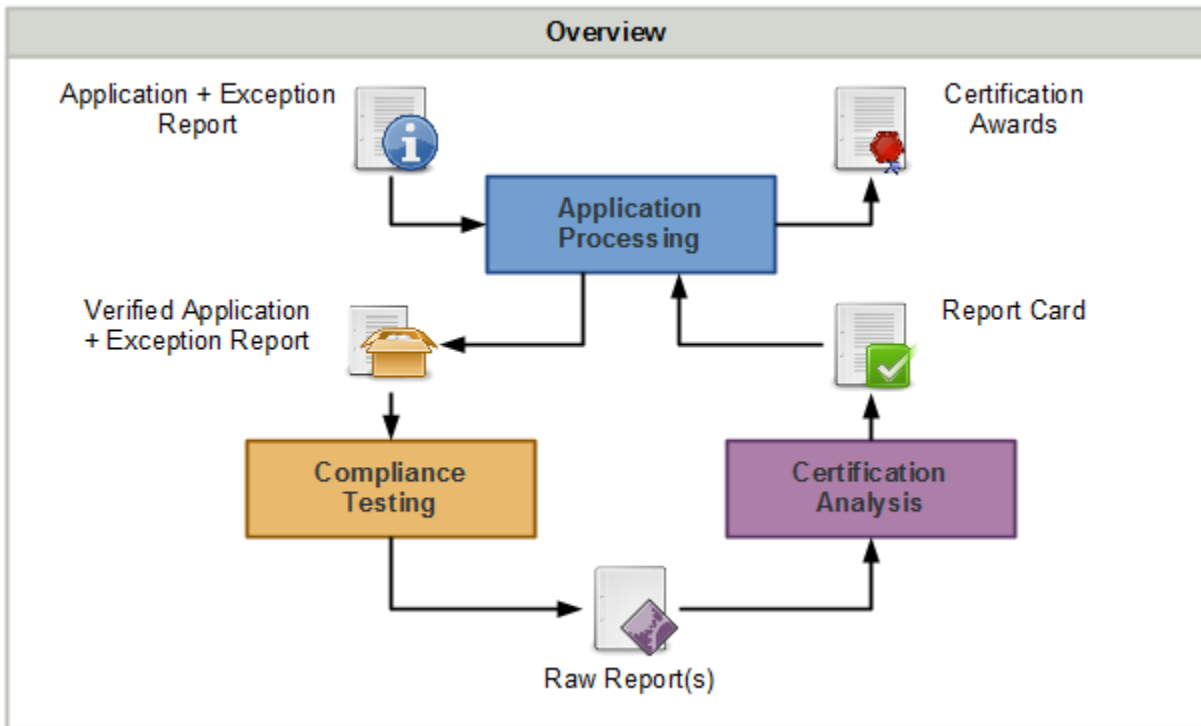 Overview
Application + Exception
Report
Certification
Awards
Application
Processing
Verified Application
+ Exception Report
Report Card
Compliance
Testing
Certification
Analysis
Raw Report(s)